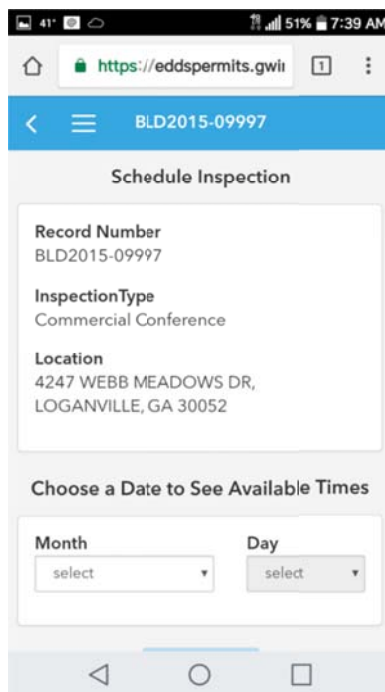 41° 51% 7:39 AM
https://eddspermits.gwin 1
BLD2015-09997
Schedule Inspection
Record Number
BLD2015-09997
InspectionType
Commercial Conference
Location
4247 WEBB MEADOWS DR,
LOGANVILLE, GA 30052
Choose a Date to See Available Times
Month Day
select select